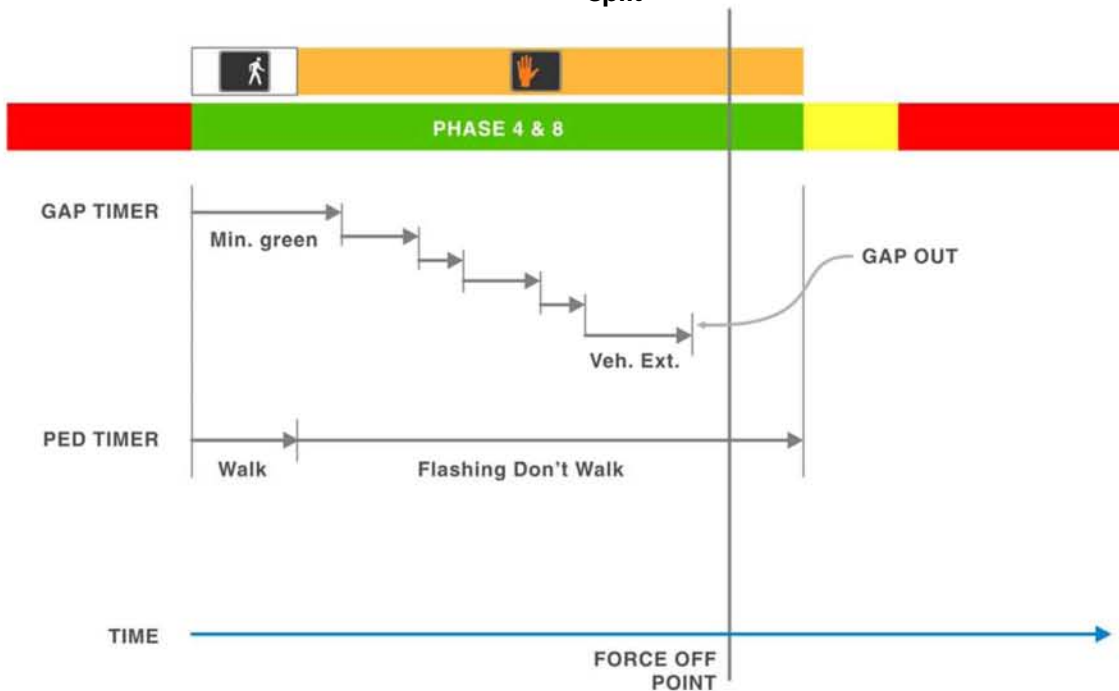 PHASE 4 & 8
GAP TIMER
Min. green
GAP OUT
Veh. Ext.
PED TIMER
Walk
Flashing Don't Walk
TIME
FORCE OFF
POINT